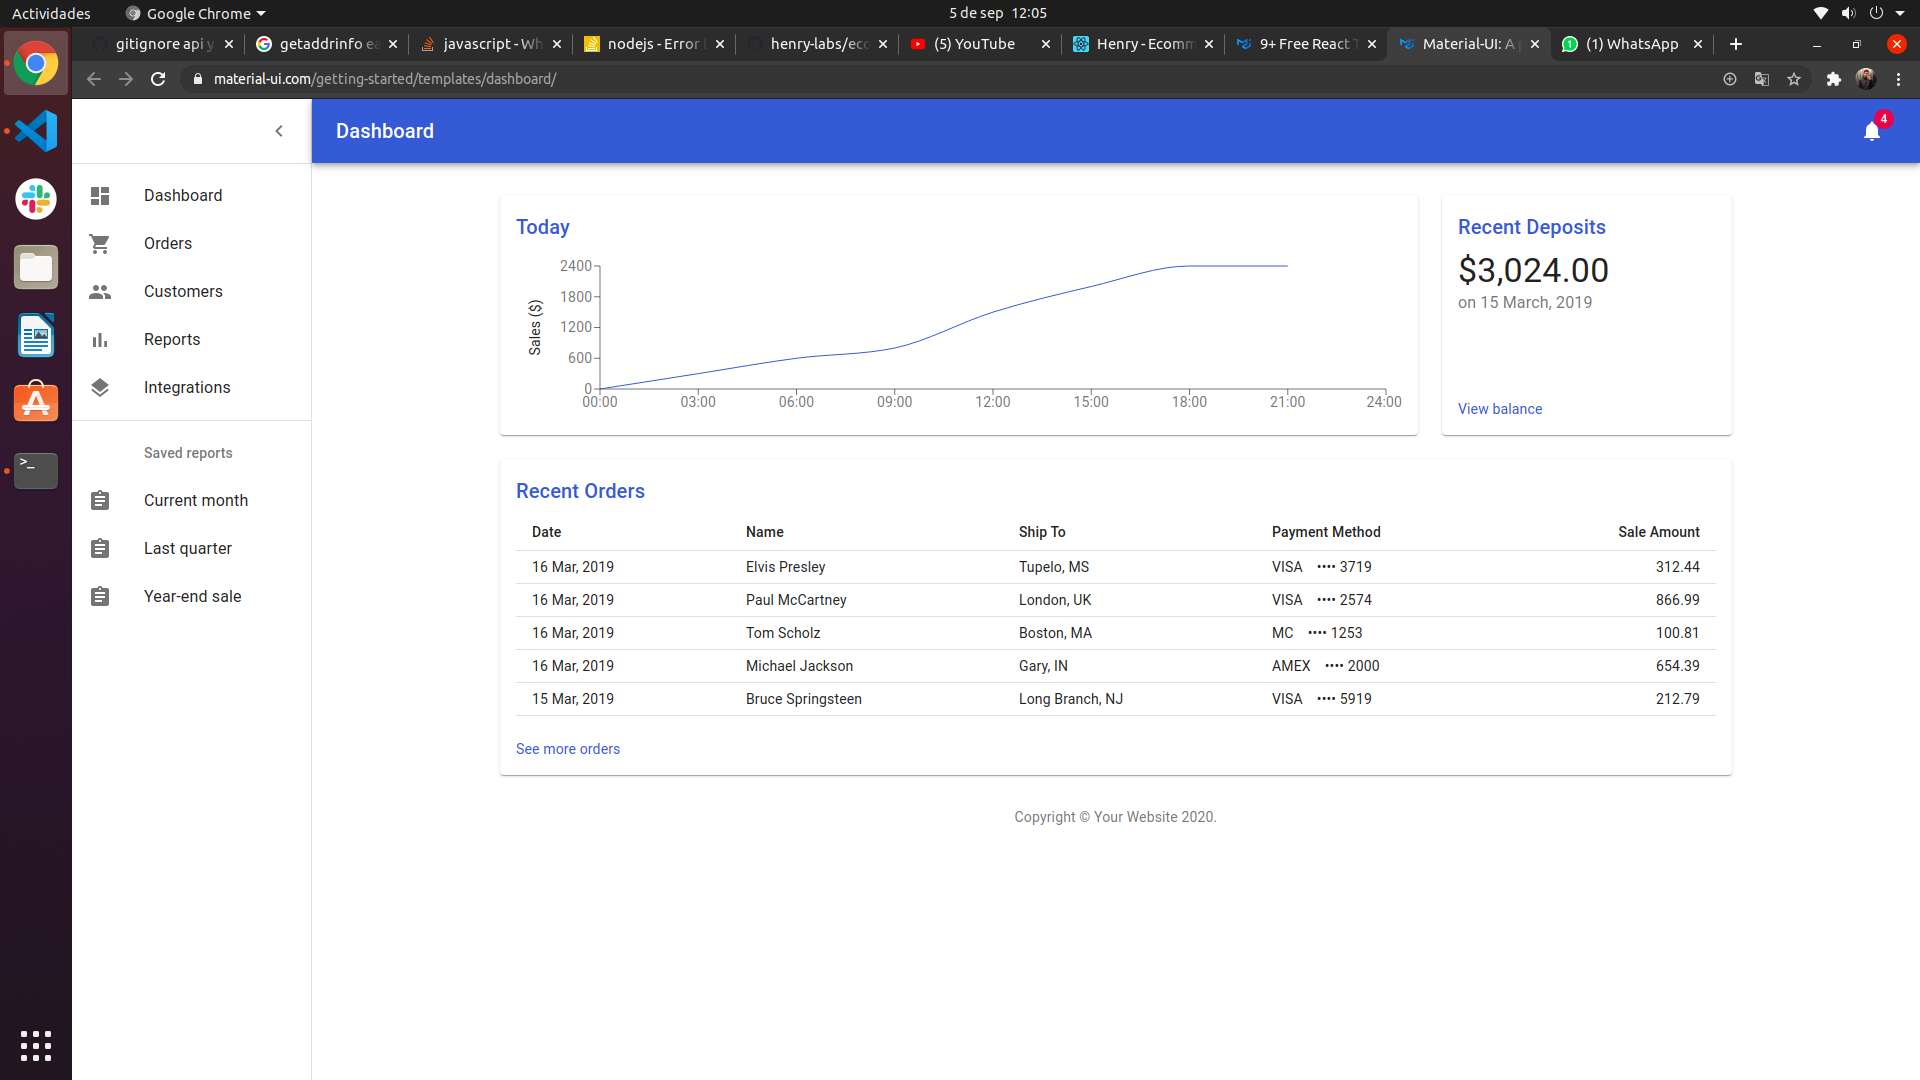 Actividades Google Chrome 5 de sep 12:05
gitignore api y getaddrinfo ea javascript - Wh nodejs - Error henry-labs/eco (5) YouTube Henry - Ecomm 9+ Free React T Material-UI: A p (1) WhatsApp
material-ui.com/getting-started/templates/dashboard/
Dashboard 4
Dashboard
Orders
Customers
Reports
Integrations
Saved reports
Current month
Last quarter
Year-end sale
Today
2400
1800
1200
600
0
Sales ($)
00:00 03:00 06:00 09:00 12:00 15:00 18:00 21:00 24:00
Recent Deposits
$3,024.00
on 15 March, 2019
View balance
Recent Orders
Date Name Ship To Payment Method Sale Amount
16 Mar, 2019 Elvis Presley Tupelo, MS VISA •••• 3719 312.44
16 Mar, 2019 Paul McCartney London, UK VISA •••• 2574 866.99
16 Mar, 2019 Tom Scholz Boston, MA MC •••• 1253 100.81
16 Mar, 2019 Michael Jackson Gary, IN AMEX •••• 2000 654.39
15 Mar, 2019 Bruce Springsteen Long Branch, NJ VISA •••• 5919 212.79
See more orders
Copyright © Your Website 2020.